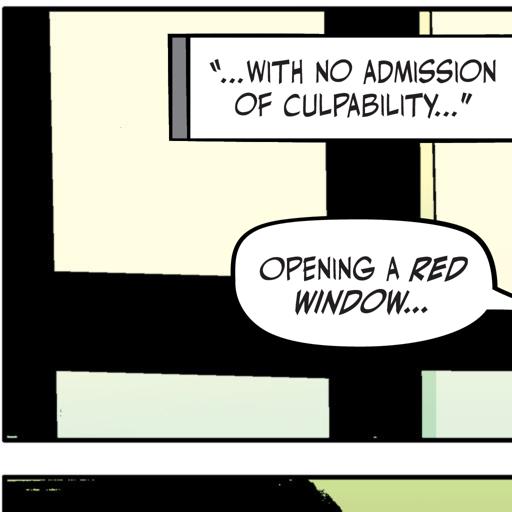 "...WITH NO ADMISSION
OF CULPABILITY..."
OPENING A RED
WINDOW...